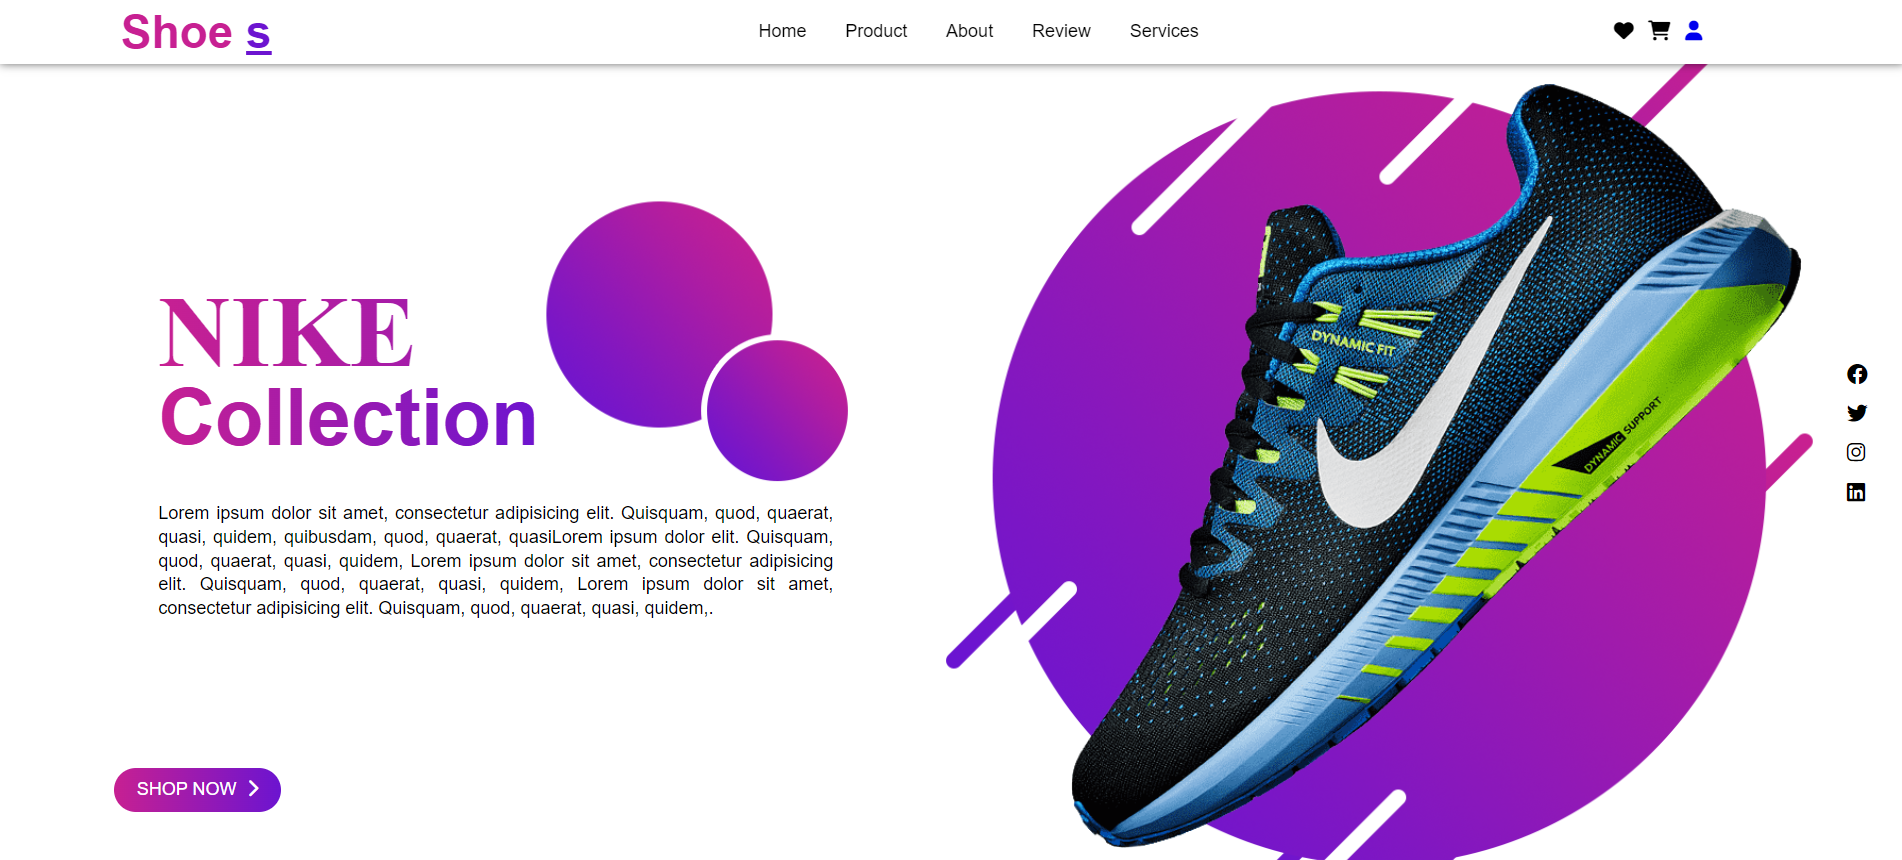 Shoe s
Home Product About Review Services
NIKE
Collection
Lorem ipsum dolor sit amet, consectetur adipisicing elit. Quisquam, quod, quaerat,
quasi, quidem, quibusdam, quod, quaerat, quasiLorem ipsum dolor elit. Quisquam,
quod, quaerat, quasi, quidem, Lorem ipsum dolor sit amet, consectetur adipisicing
elit. Quisquam, quod, quaerat, quasi, quidem, Lorem ipsum dolor sit amet,
consectetur adipisicing elit. Quisquam, quod, quaerat, quasi, quidem,.
SHOP NOW
DYNAMIC FIT
DYNAMIC SUPPORT